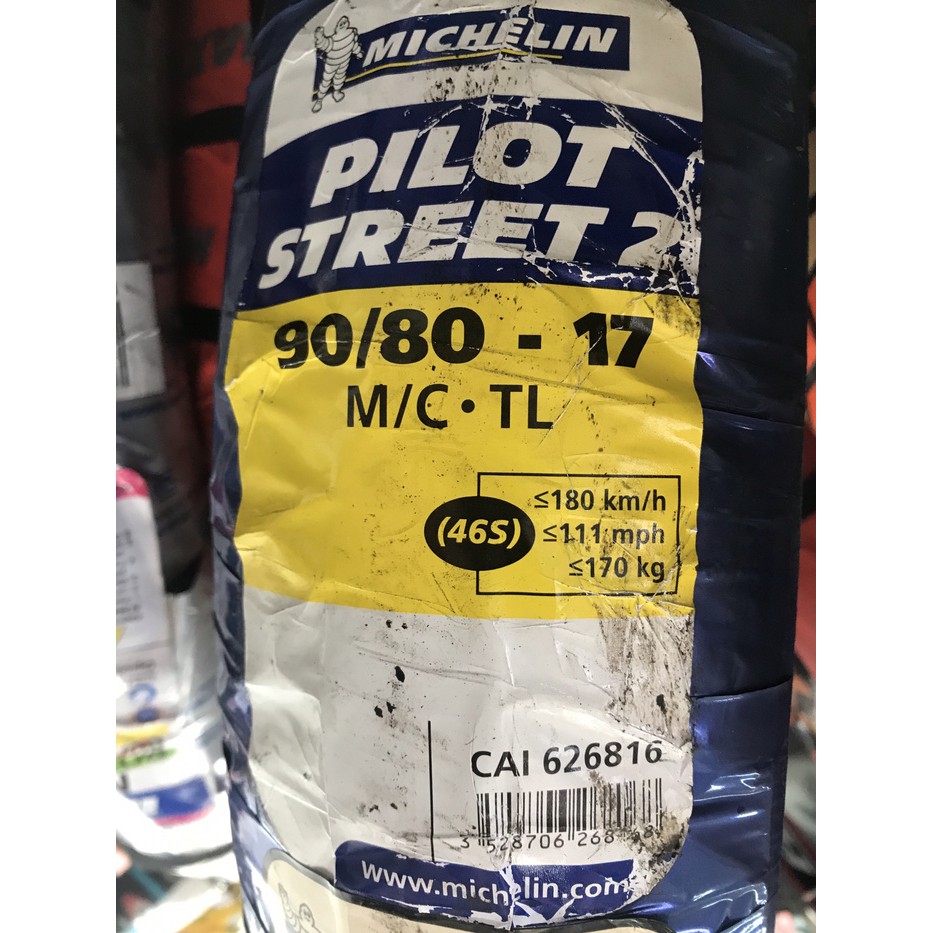 MICHELIN
PILOT
STREET 2
90/80 - 17
M/C • TL
(46S)
≤180 km/h
≤111 mph
≤170 kg
CAI 626816
www.michelin.com